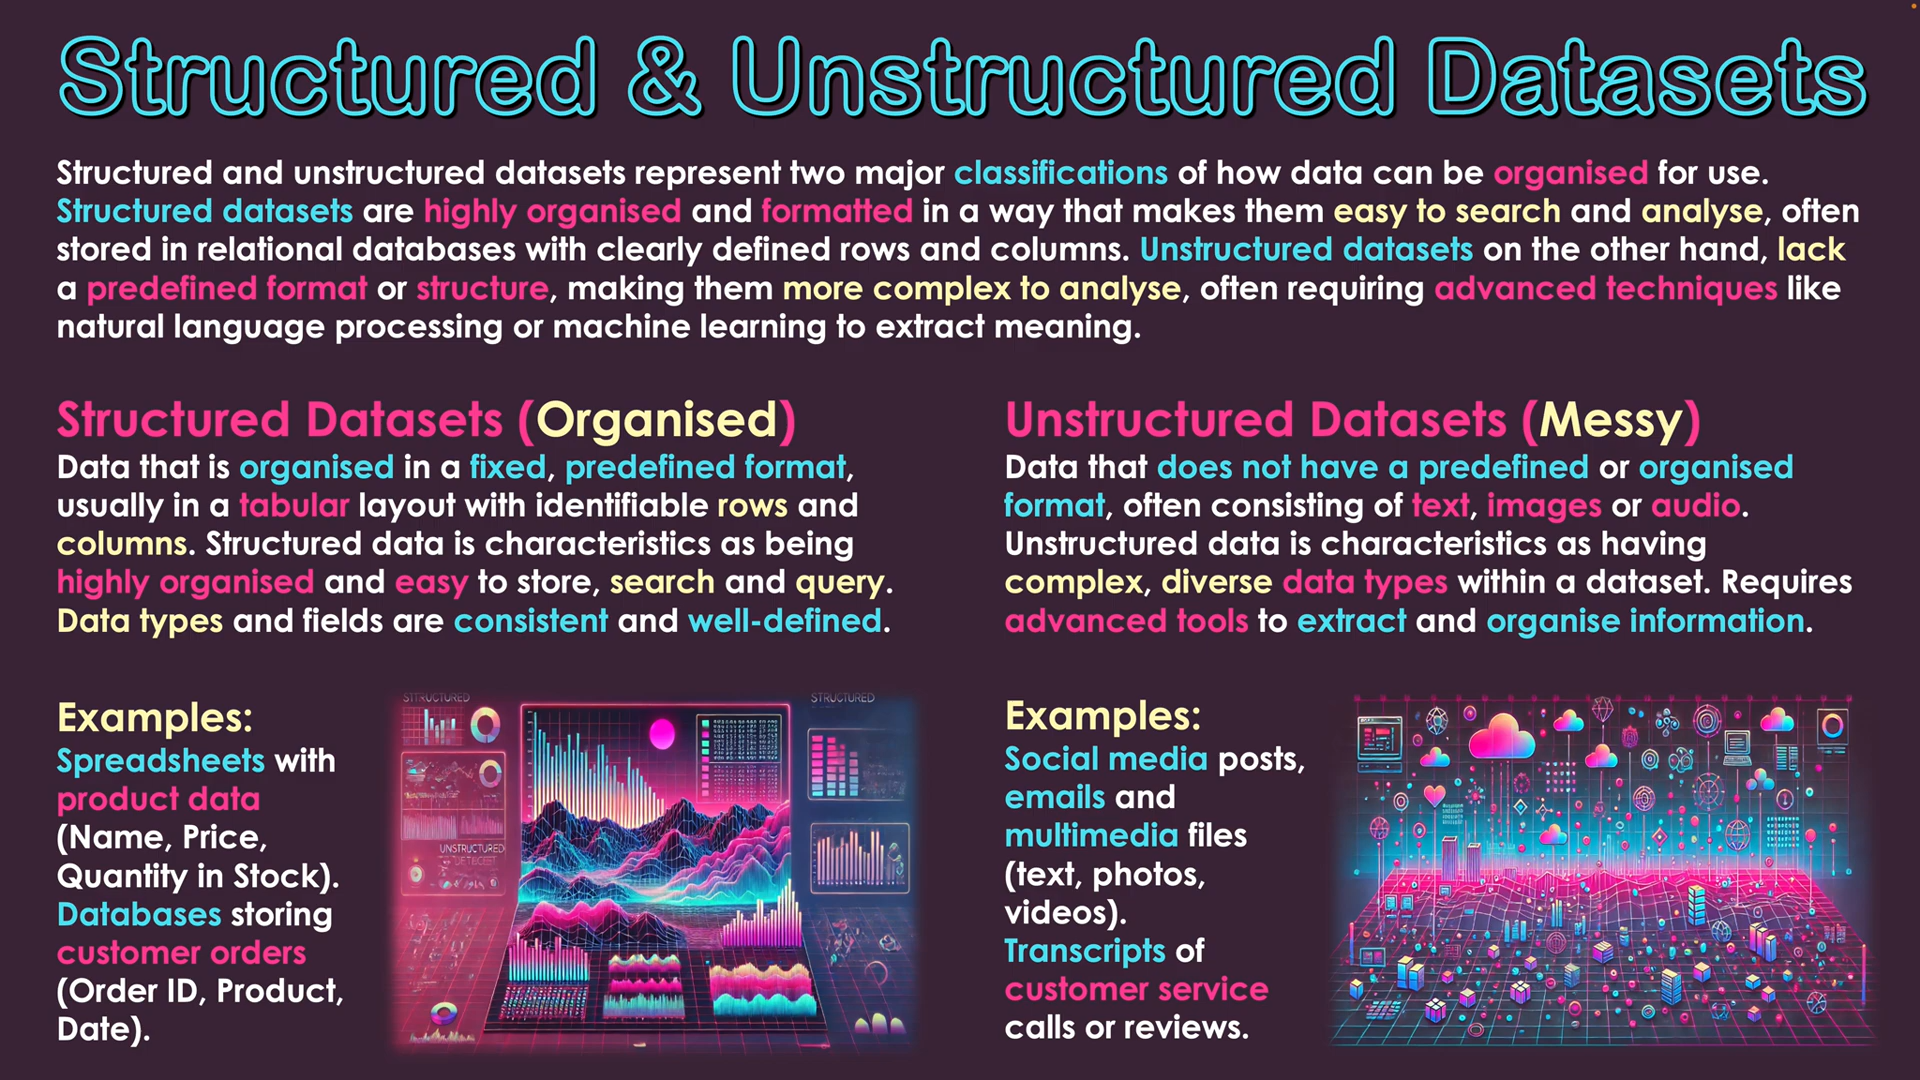 Structured & Unstructured Datasets
Structured and unstructured datasets represent two major classifications of how data can be organised for use.
Structured datasets are highly organised and formatted in a way that makes them easy to search and analyse, often
stored in relational databases with clearly defined rows and columns. Unstructured datasets on the other hand, lack
a predefined format or structure, making them more complex to analyse, often requiring advanced techniques like
natural language processing or machine learning to extract meaning.
Structured Datasets (Organised)
Data that is organised in a fixed, predefined format,
usually in a tabular layout with identifiable rows and
columns. Structured data is characteristics as being
highly organised and easy to store, search and query.
Data types and fields are consistent and well-defined.
Examples:
Spreadsheets with
product data
(Name, Price,
Quantity in Stock).
Databases storing
customer orders
(Order ID, Product,
Date).
STTRUCTURED
STRUCTURED
UNSTRUCTURED
Unstructured Datasets (Messy)
Data that does not have a predefined or organised
format, often consisting of text, images or audio.
Unstructured data is characteristics as having
complex, diverse data types within a dataset. Requires
advanced tools to extract and organise information.
Examples:
Social media posts,
emails and
multimedia files
(text, photos,
videos).
Transcripts of
customer service
calls or reviews.